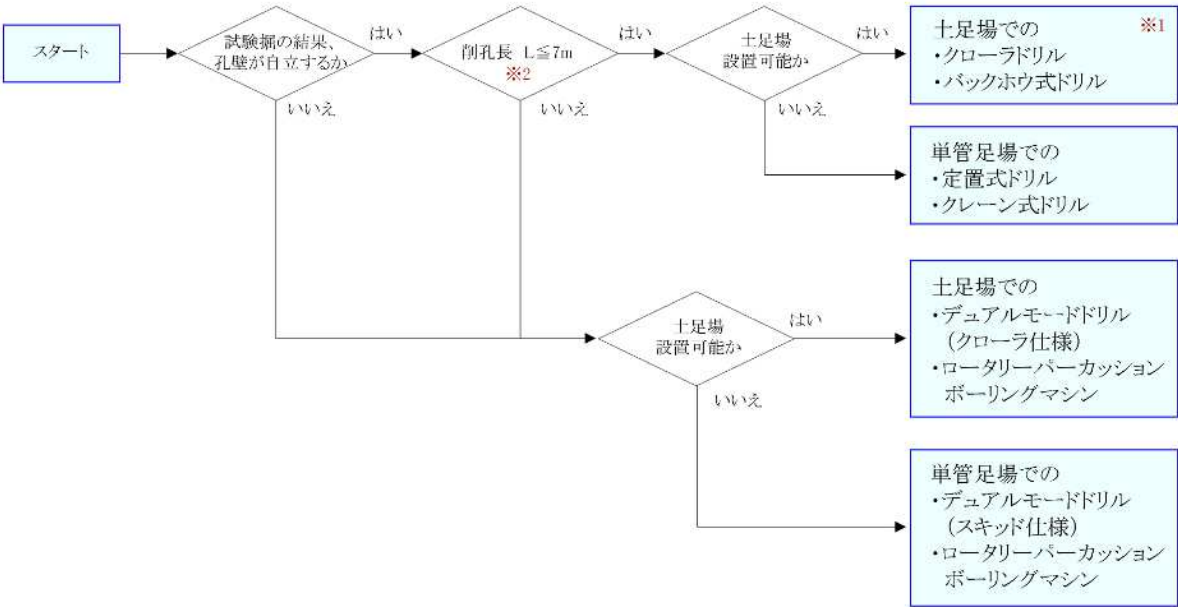 スタート
試験掘の結果、
孔壁が自立するか
はい
いいえ
削孔長 L≦7m
※2
はい
いいえ
土足場
設置可能か
はい
いいえ
土足場での ※1
・クローラドリル
・バックホウ式ドリル
単管足場での
・定置式ドリル
・クレーン式ドリル
土足場
設置可能か
はい
いいえ
土足場での
・デュアルモードドリル
（クローラ仕様）
・ロータリーパーカッション
ボーリングマシン
単管足場での
・デュアルモードドリル
（スキッド仕様）
・ロータリーパーカッション
ボーリングマシン